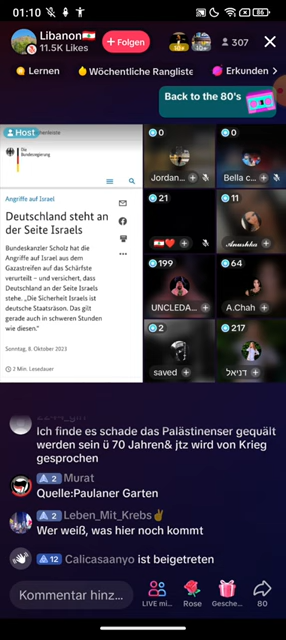 01:10
86
Libanon🇱🇧
11.5K Likes
+ Folgen
10+
10+
307
Lernen
Wöchentliche Rangliste
Erkunden >
Back to the 80's
Host
Die
Bundesregierung
Angriffe auf Israel
Deutschland steht an
der Seite Israels
Bundeskanzler Scholz hat die
Angriffe auf Israel aus dem
Gazastreifen auf das Schärfste
verurteilt – und versichert, dass
Deutschland an der Seite Israels
stehe. „Die Sicherheit Israels ist
deutsche Staatsräson. Das gilt
gerade auch in schweren Stunden
wie diesen."
Sonntag, 8. Oktober 2023
2 Min. Lesedauer
0
Jordan...
0
Bella c...
21
🇱🇧❤️
11
Anushka
199
UNCLEDA...
64
A.Chah
2
saved
217
דניאל
Ich finde es schade das Palästinenser gequält
werden sein ü 70 Jahren& jtz wird von Krieg
gesprochen
2 Murat
Quelle:Paulaner Garten
2 Leben_Mit_Krebs✌️
Wer weiß, was hier noch kommt
12 Calicasaanyo ist beigetreten
Kommentar hinz...
LIVE mi...
Rose
Gesche...
80